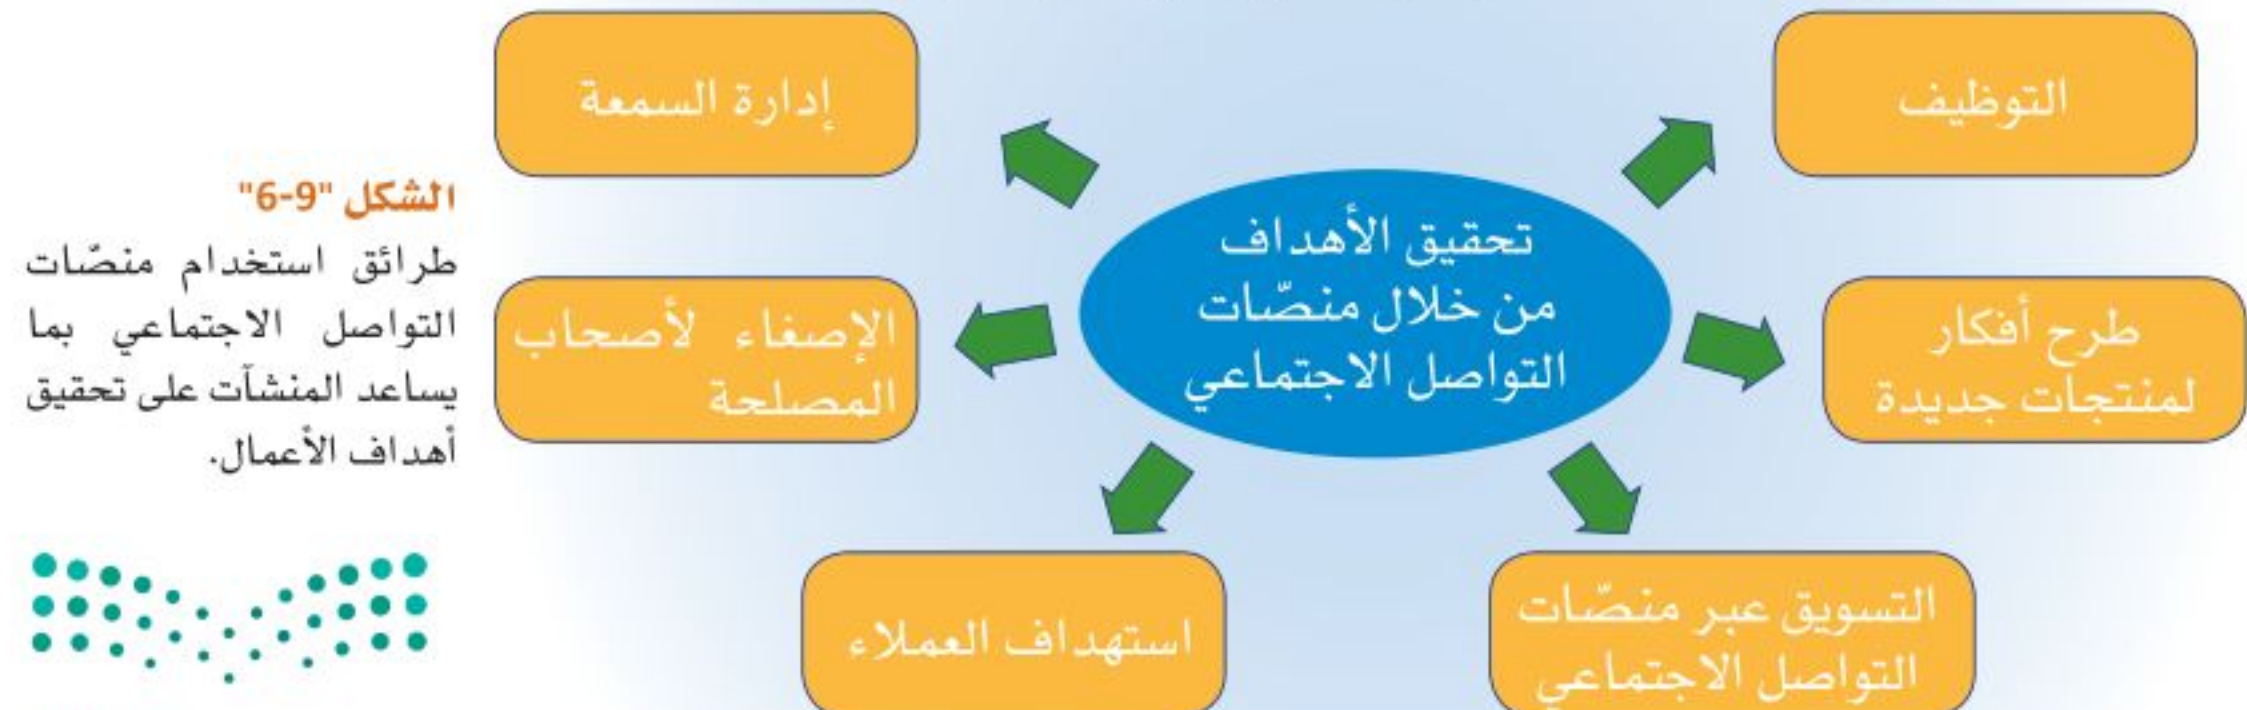 التوظيف
إدارة السمعة
تحقيق الأهداف
من خلال منصّات
التواصل الاجتماعي
طرح أفكار
لمنتجات جديدة
الإصغاء لأصحاب
المصلحة
التسويق عبر منصّات
التواصل الاجتماعي
استهداف العملاء
الشكل "9-6"
طرائق استخدام منصّات
التواصل الاجتماعي بما
يساعد المنشآت على تحقيق
أهداف الأعمال.